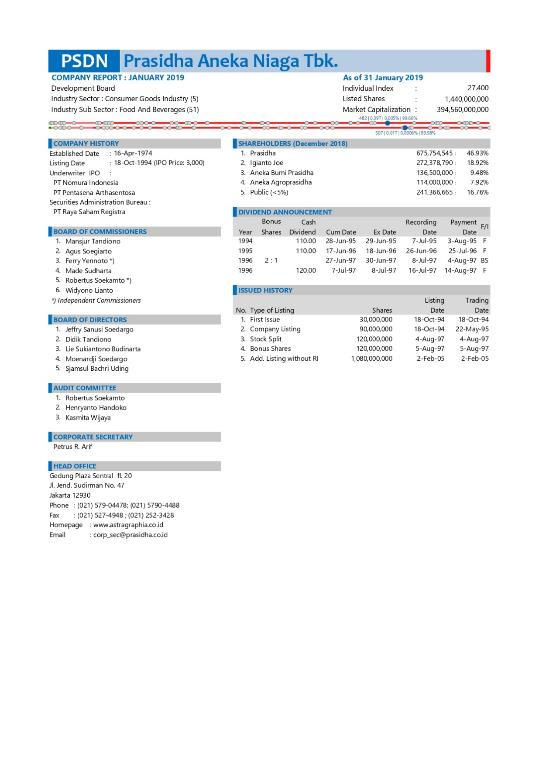 PSDN Prasidha Aneka Niaga Tbk.
COMPANY REPORT : JANUARY 2019 As of 31 January 2019
Development Board Individual Index : 27.400
Industry Sector : Consumer Goods Industry (5) Listed Shares : 1,440,000,000
Industry Sub Sector : Food And Beverages (51) Market Capitalization : 394,560,000,000
COMPANY HISTORY
Established Date : 16-Apr-1974
Listing Date : 18-Oct-1994 (IPO Price: 3,000)
Underwriter IPO :
PT Nomura Indonesia
PT Pentasena Arthasentosa
Securities Administration Bureau :
PT Raya Saham Registra
BOARD OF COMMISSIONERS
1. Mansjur Tandiono
2. Agus Soegiarto
3. Ferry Yennoto *)
4. Made Sudharta
5. Robertus Soekamto *)
6. Widyono Lianto
*) Independent Commissioners
BOARD OF DIRECTORS
1. Jeffry Sanusi Soedargo
2. Didik Tandiono
3. Lie Sukiantono Budinarta
4. Moenardji Soedargo
5. Sjamsul Bachri Uding
AUDIT COMMITTEE
1. Robertus Soekamto
2. Henryanto Handoko
3. Kasmita Wijaya
CORPORATE SECRETARY
Petrus R. Arif
HEAD OFFICE
Gedung Plaza Sentral fl. 20
Jl. Jend. Sudirman No. 47
Jakarta 12930
Phone : (021) 579-04478; (021) 5790-4488
Fax : (021) 527-4948 ; (021) 252-3428
Homepage : www.astragraphia.co.id
Email : corp_sec@prasidha.co.id
SHAREHOLDERS (December 2018)
1. Prasidha 675,754,545 : 46.93%
2. Igianto Joe 272,378,790 : 18.92%
3. Aneka Bumi Prasidha 136,500,000 : 9.48%
4. Aneka Agroprasidha 114,000,000 : 7.92%
5. Public (<5%) 241,366,665 : 16.76%
DIVIDEND ANNOUNCEMENT
Bonus Cash Recording Payment F/I
Year Shares Dividend Cum Date Ex Date Date Date
1994 110.00 28-Jun-95 29-Jun-95 7-Jul-95 3-Aug-95 F
1995 110.00 17-Jun-96 18-Jun-96 26-Jun-96 25-Jul-96 F
1996 2 : 1 27-Jun-97 30-Jun-97 8-Jul-97 4-Aug-97 BS
1996 120.00 7-Jul-97 8-Jul-97 16-Jul-97 14-Aug-97 F
ISSUED HISTORY
Listing Trading
No. Type of Listing Shares Date Date
1. First Issue 30,000,000 18-Oct-94 18-Oct-94
2. Company Listing 90,000,000 18-Oct-94 22-May-95
3. Stock Split 120,000,000 4-Aug-97 4-Aug-97
4. Bonus Shares 120,000,000 5-Aug-97 5-Aug-97
5. Add. Listing without RI 1,080,000,000 2-Feb-05 2-Feb-05